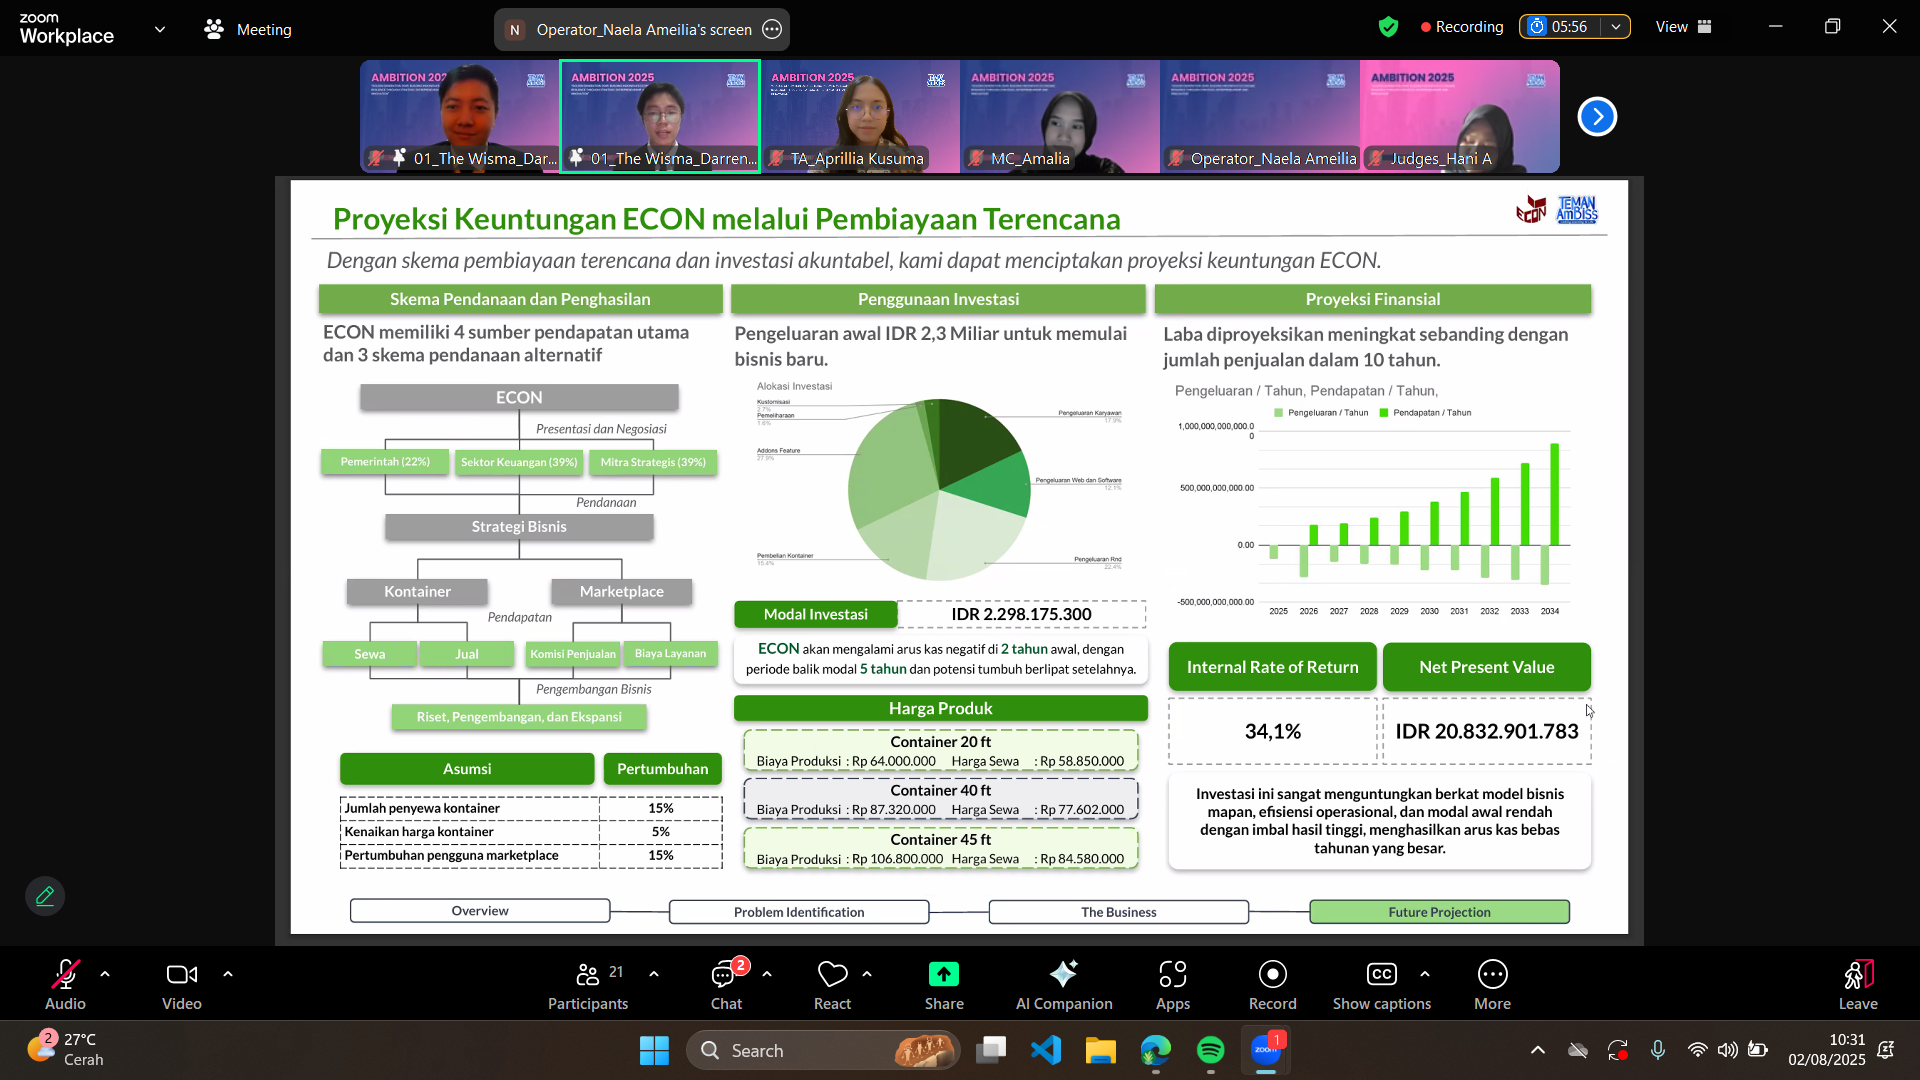 zoom
Workplace
Meeting
N Operator_Naela Ameilia's screen
Recording
05:56
View
AMBITION 2025
AMBITION 2025
AMBITION 2025
AMBITION 2025
AMBITION 2025
AMBITION 2025
01_The Wisma_Dar...
01_The Wisma_Darren...
TA_Aprillia Kusuma
MC_Amalia
Operator_Naela Ameilia
Judges_Hani A
Proyeksi Keuntungan ECON melalui Pembiayaan Terencana
ECON
TEMAN AMBISS
Dengan skema pembiayaan terencana dan investasi akuntabel, kami dapat menciptakan proyeksi keuntungan ECON.
Skema Pendanaan dan Penghasilan
ECON memiliki 4 sumber pendapatan utama
dan 3 skema pendanaan alternatif
ECON
Presentasi dan Negosiasi
Pemerintah (22%)
Sektor Keuangan (39%)
Mitra Strategis (39%)
Pendanaan
Strategi Bisnis
Kontainer
Marketplace
Pendapatan
Sewa
Jual
Komisi Penjualan
Biaya Layanan
Pengembangan Bisnis
Riset, Pengembangan, dan Ekspansi
Asumsi
Pertumbuhan
Jumlah penyewa kontainer 15%
Kenaikan harga kontainer 5%
Pertumbuhan pengguna marketplace 15%
Penggunaan Investasi
Pengeluaran awal IDR 2,3 Miliar untuk memulai
bisnis baru.
Alokasi Investasi
Kustomisasi
2.7%
Pemeliharaan
1.6%
Addons Feature
27.9%
Pembelian Kontainer
15.4%
Pengeluaran Karyawan
17.9%
Pengeluaran Web dan Software
12.1%
Pengeluaran Rnd
22.4%
Modal Investasi
IDR 2.298.175.300
ECON akan mengalami arus kas negatif di 2 tahun awal, dengan
periode balik modal 5 tahun dan potensi tumbuh berlipat setelahnya.
Harga Produk
Container 20 ft
Biaya Produksi : Rp 64.000.000 Harga Sewa : Rp 58.850.000
Container 40 ft
Biaya Produksi : Rp 87.320.000 Harga Sewa : Rp 77.602.000
Container 45 ft
Biaya Produksi : Rp 106.800.000 Harga Sewa : Rp 84.580.000
Proyeksi Finansial
Laba diproyeksikan meningkat sebanding dengan
jumlah penjualan dalam 10 tahun.
Pengeluaran / Tahun, Pendapatan / Tahun,
Pengeluaran / Tahun
Pendapatan / Tahun
1,000,000,000,000.0
0
500,000,000,000.00
0.00
-500,000,000,000.00
2025 2026 2027 2028 2029 2030 2031 2032 2033 2034
Internal Rate of Return
Net Present Value
34,1%
IDR 20.832.901.783
Investasi ini sangat menguntungkan berkat model bisnis
mapan, efisiensi operasional, dan modal awal rendah
dengan imbal hasil tinggi, menghasilkan arus kas bebas
tahunan yang besar.
Overview
Problem Identification
The Business
Future Projection
Audio
Video
21
Participants
2
Chat
React
Share
AI Companion
Apps
Record
CC
Show captions
More
Leave
2
27°C
Cerah
Search
zoom
1
10:31
02/08/2025